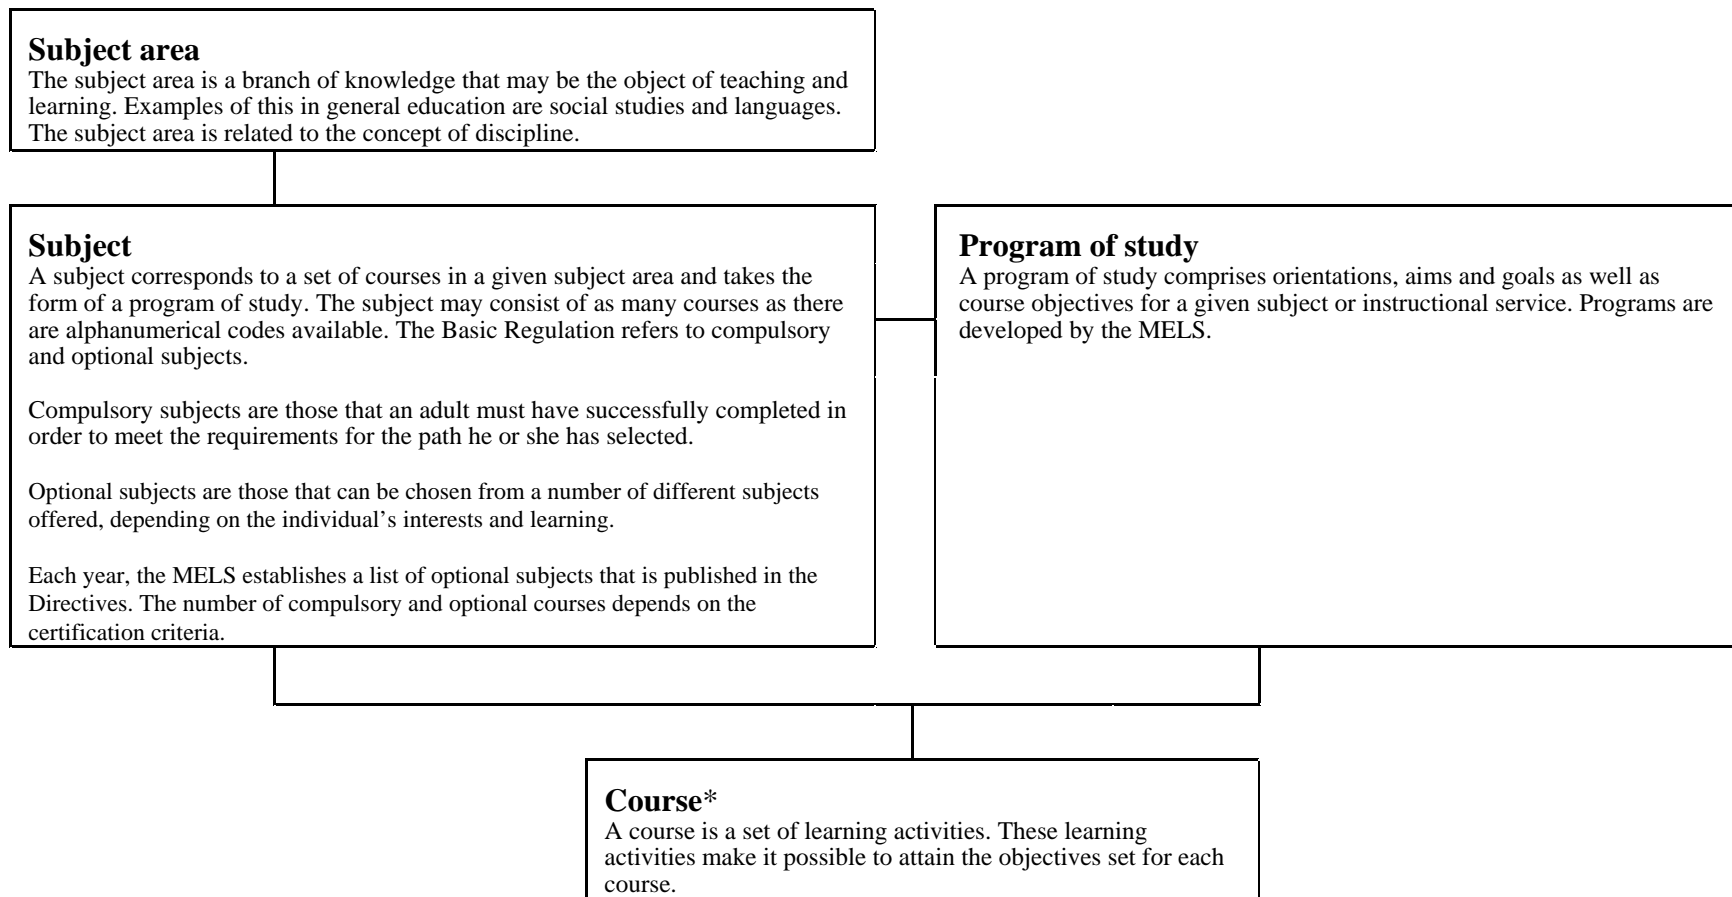 Subject area
The subject area is a branch of knowledge that may be the object of teaching and
learning. Examples of this in general education are social studies and languages.
The subject area is related to the concept of discipline.
Subject
A subject corresponds to a set of courses in a given subject area and takes the
form of a program of study. The subject may consist of as many courses as there
are alphanumerical codes available. The Basic Regulation refers to compulsory
and optional subjects.
Compulsory subjects are those that an adult must have successfully completed in
order to meet the requirements for the path he or she has selected.
Optional subjects are those that can be chosen from a number of different subjects
offered, depending on the individual’s interests and learning.
Each year, the MELS establishes a list of optional subjects that is published in the
Directives. The number of compulsory and optional courses depends on the
certification criteria.
Program of study
A program of study comprises orientations, aims and goals as well as
course objectives for a given subject or instructional service. Programs are
developed by the MELS.
Course*
A course is a set of learning activities. These learning
activities make it possible to attain the objectives set for each
course.